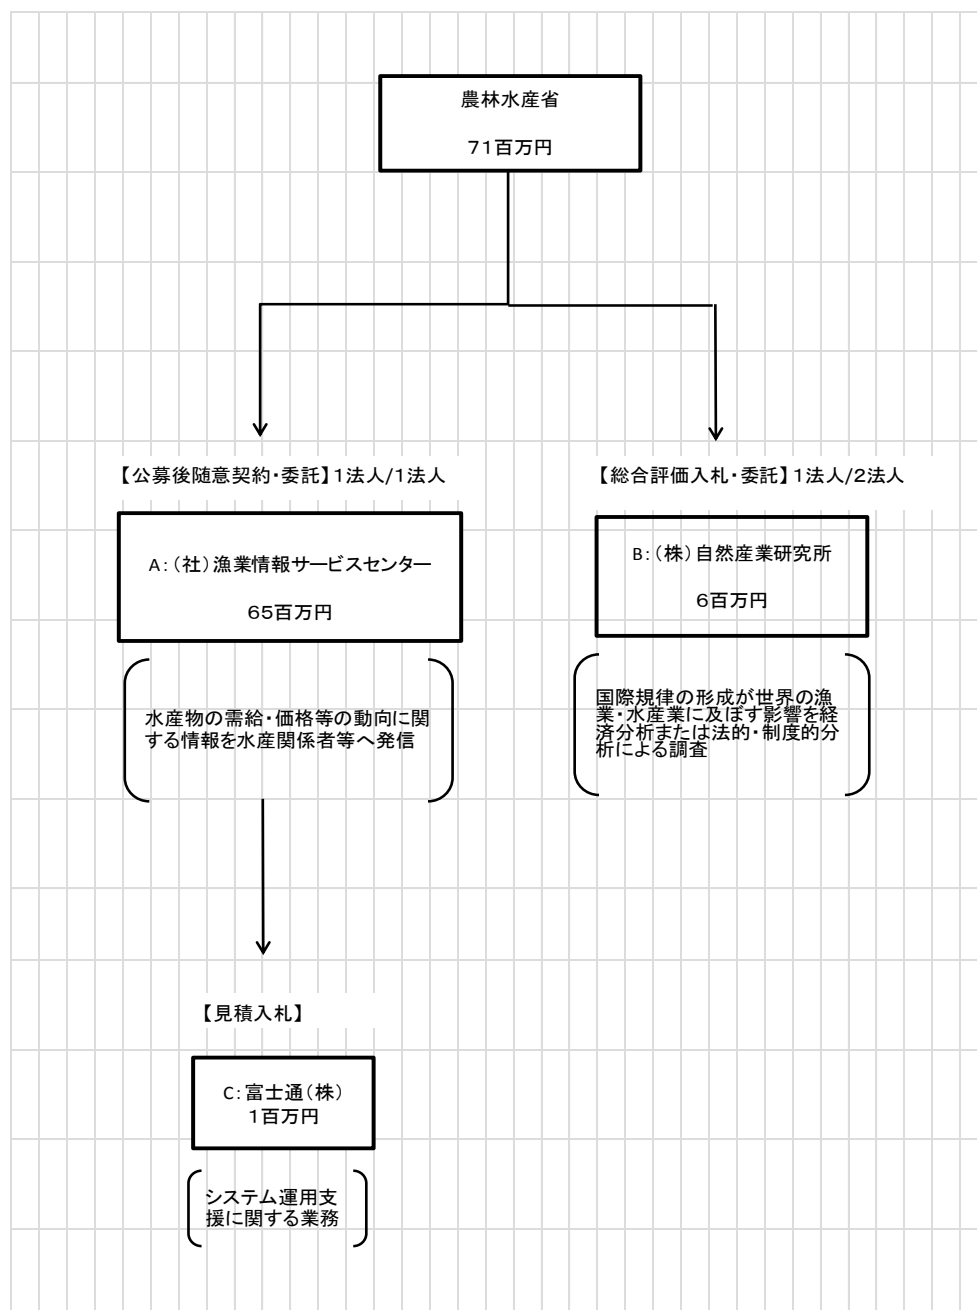 農林水産省
71百万円
【公募後随意契約・委託】1法人/1法人
【総合評価入札・委託】1法人/2法人
A:(社)漁業情報サービスセンター
65百万円
B:(株)自然産業研究所
6百万円
水産物の需給・価格等の動向に関
する情報を水産関係者等へ発信
国際規律の形成が世界の漁
業・水産業に及ぼす影響を経
済分析または法的・制度的分
析による調査
【見積入札】
C:富士通(株)
1百万円
システム運用支
援に関する業務